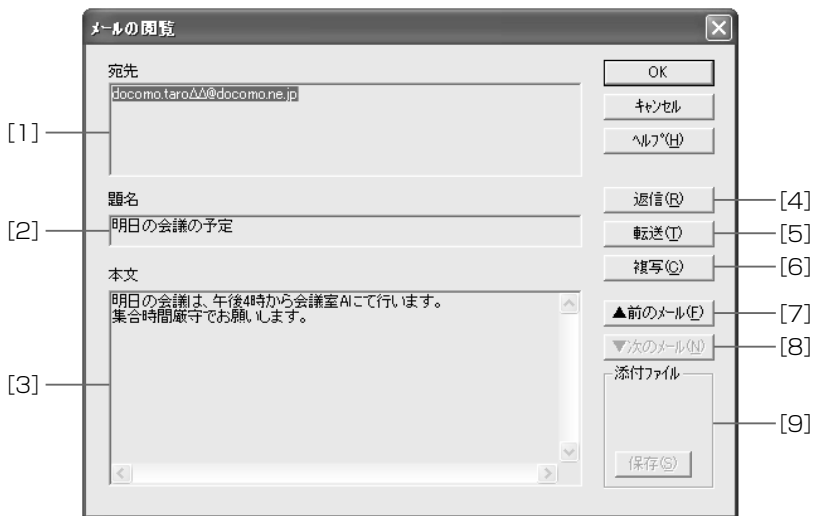 メールの閲覧
宛先
docomo.taro△△@docomo.ne.jp
[1]
題名
明日の会議の予定
[2]
本文
明日の会議は、午後4時から会議室Aにて行います。
集合時間厳守でお願いします。
[3]
OK
キャンセル
ヘルプ(H)
返信(R)
[4]
転送(T)
[5]
複写(C)
[6]
▲前のメール(F)
[7]
▼次のメール(N)
[8]
添付ファイル
[9]
保存(S)